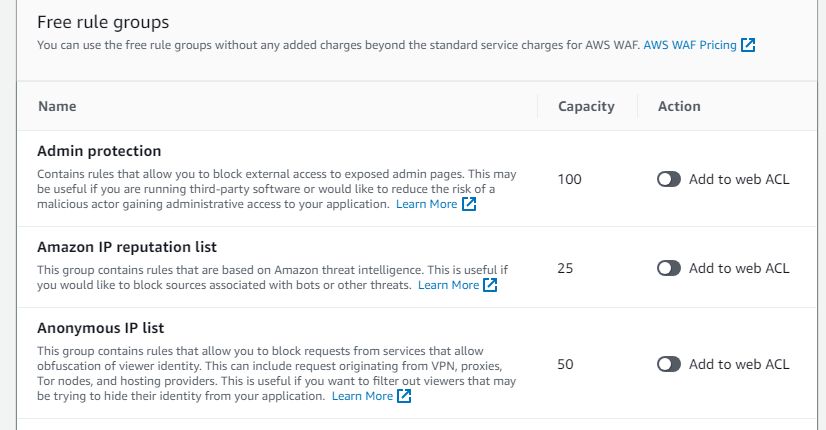 Free rule groups
You can use the free rule groups without any added charges beyond the standard service charges for AWS WAF. AWS WAF Pricing
Name Capacity Action
Admin protection
Contains rules that allow you to block external access to exposed admin pages. This may
be useful if you are running third-party software or would like to reduce the risk of a
malicious actor gaining administrative access to your application. Learn More
100 Add to web ACL
Amazon IP reputation list
This group contains rules that are based on Amazon threat intelligence. This is useful if
you would like to block sources associated with bots or other threats. Learn More
25 Add to web ACL
Anonymous IP list
This group contains rules that allow you to block requests from services that allow
obfuscation of viewer identity. This can include request originating from VPN, proxies,
Tor nodes, and hosting providers. This is useful if you want to filter out viewers that may
be trying to hide their identity from your application. Learn More
50 Add to web ACL